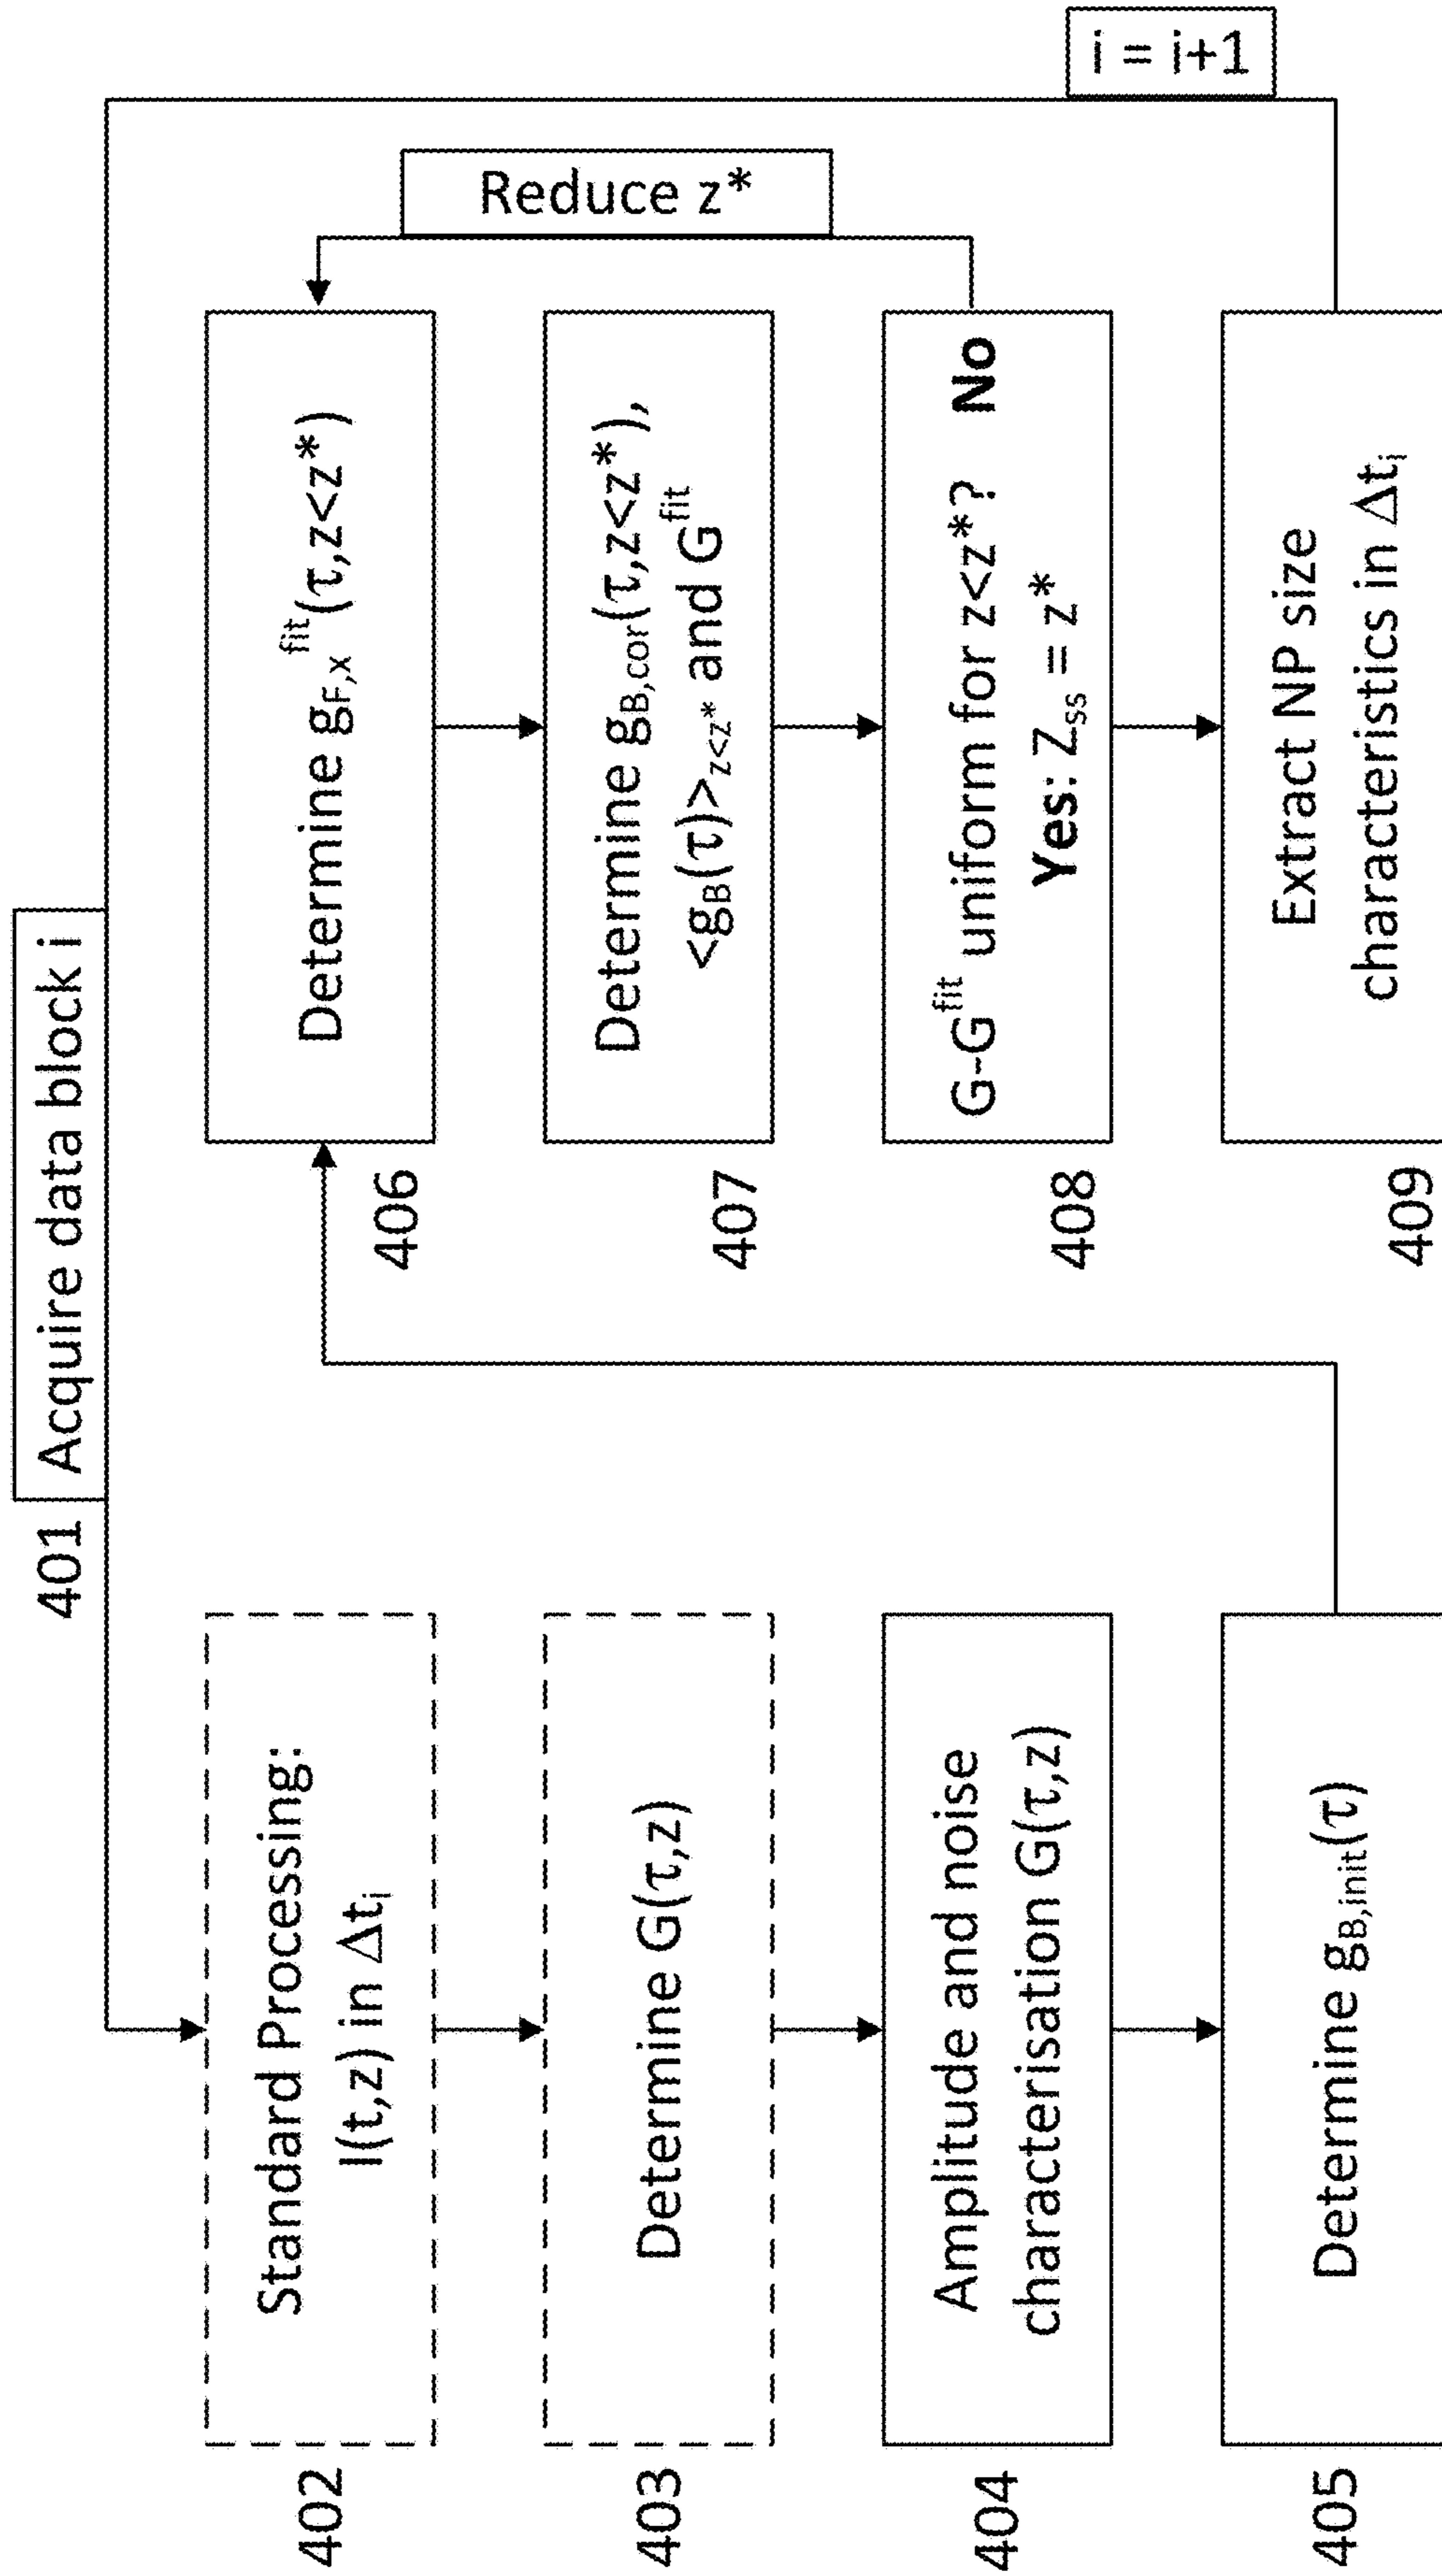 401 Acquire data block i
402
Standard Processing:
I(t,z) in Δtᵢ
403
Determine G(τ,z)
404
Amplitude and noise
characterisation G(τ,z)
405
Determine g_B,init(τ)
406
Determine g_F,x^fit(τ,z<z*)
407
Determine g_B,cor(τ,z<z*),
<g_B(τ)>_z<z* and G^fit
408
G-G^fit uniform for z<z*? No
Yes: Z_ss = z*
Reduce z*
409
Extract NP size
characteristics in Δtᵢ
i = i+1